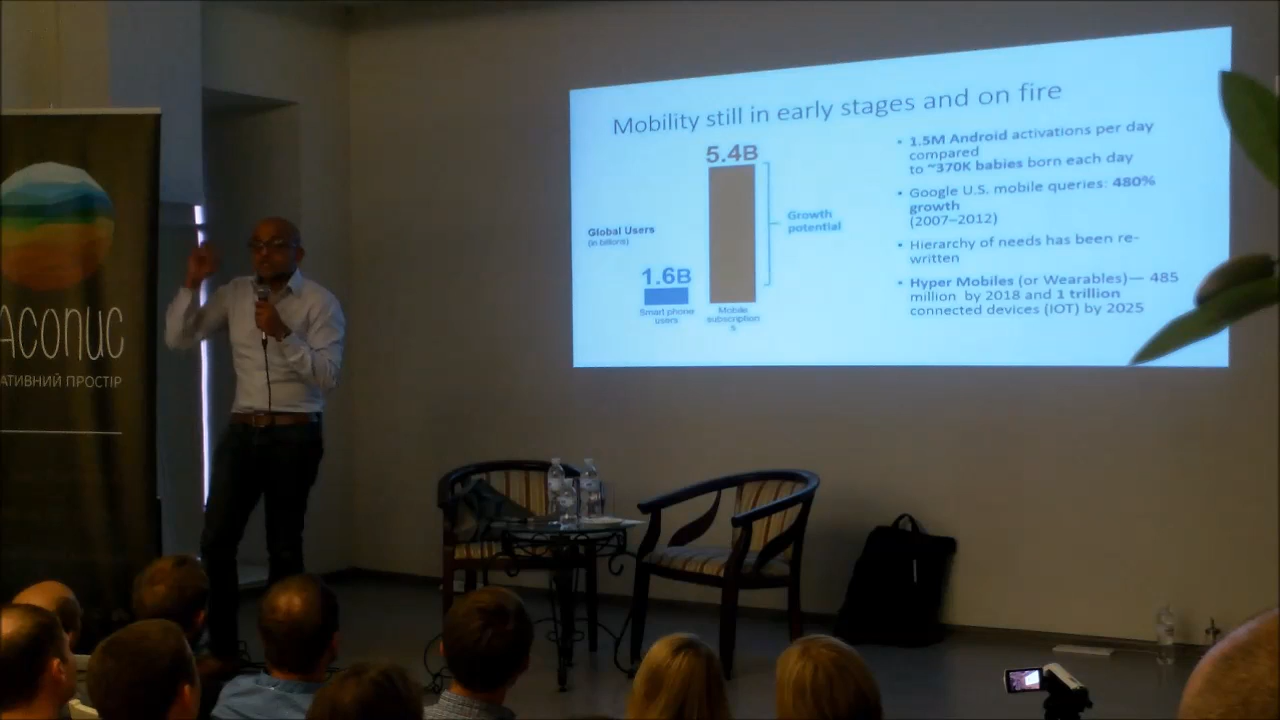 Mobility still in early stages and on fire
5.4B
Growth
potential
Global Users
(in billions)
1.6B
Smart phone
users
Mobile
subscription
s
• 1.5M Android activations per day
compared
to ~370K babies born each day
• Google U.S. mobile queries: 480%
growth
(2007–2012)
• Hierarchy of needs has been re-
written
• Hyper Mobiles (or Wearables)— 485
million by 2018 and 1 trillion
connected devices (IOT) by 2025
АТИВНИЙ ПРОСТІР